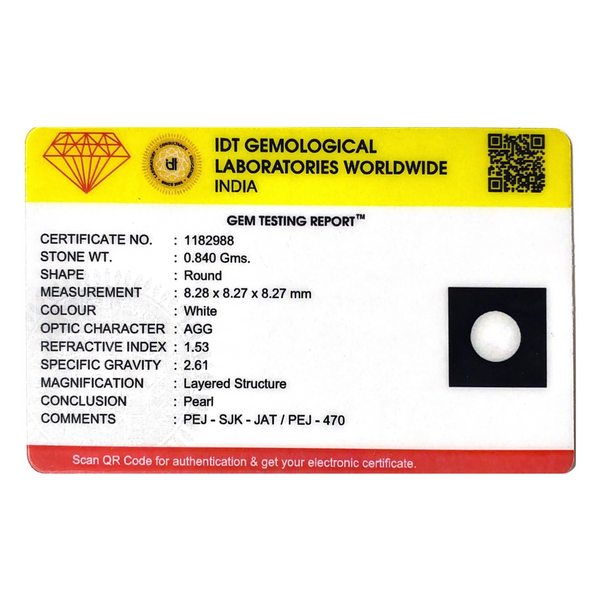 IDT GEMOLOGICAL
LABORATORIES WORLDWIDE
INDIA
GEM TESTING REPORT™
CERTIFICATE NO. : 1182988
STONE WT. : 0.840 Gms.
SHAPE : Round
MEASUREMENT : 8.28 x 8.27 x 8.27 mm
COLOUR : White
OPTIC CHARACTER : AGG
REFRACTIVE INDEX : 1.53
SPECIFIC GRAVITY : 2.61
MAGNIFICATION : Layered Structure
CONCLUSION : Pearl
COMMENTS : PEJ - SJK - JAT / PEJ - 470
Scan QR Code for authentication & get your electronic certificate.